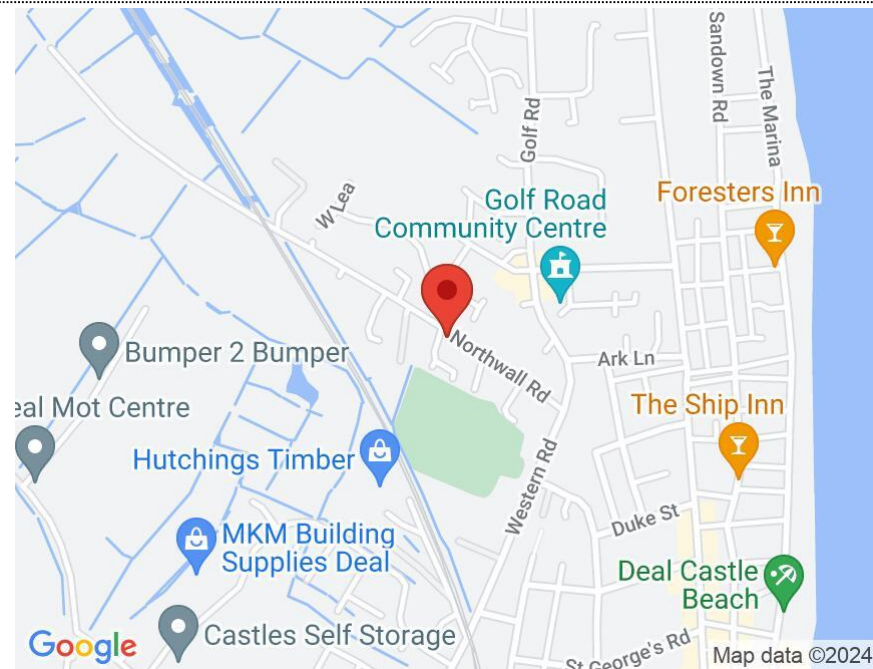 Sandown Rd
The Marina
Golf Rd
Foresters Inn
W Lea
Golf Road
Community Centre
Northwall Rd
Ark Ln
Bumper 2 Bumper
eal Mot Centre
The Ship Inn
Hutchings Timber
Western Rd
Duke St
MKM Building
Supplies Deal
Deal Castle
Beach
Castles Self Storage
St George's Rd
Google
Map data ©2024